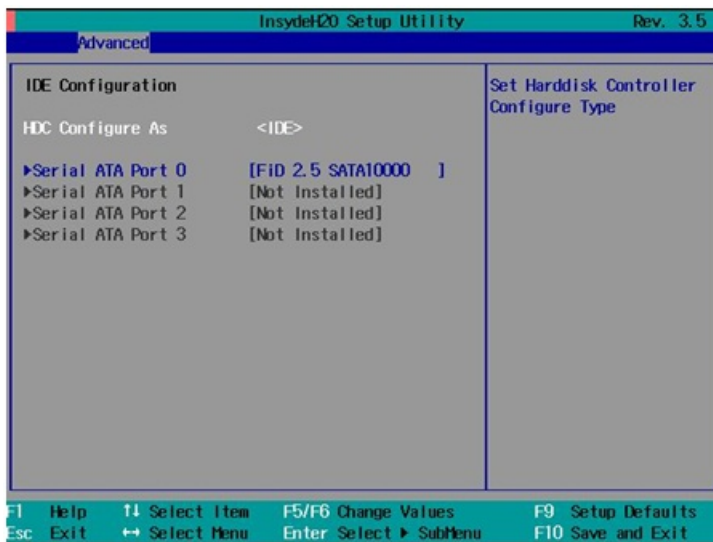 InsydeH2O Setup Utility Rev. 3.5
Advanced
IDE Configuration
HDC Configure As <IDE>
▶Serial ATA Port 0 [FiD 2.5 SATA10000 ]
▶Serial ATA Port 1 [Not Installed]
▶Serial ATA Port 2 [Not Installed]
▶Serial ATA Port 3 [Not Installed]
Set Harddisk Controller
Configure Type
F1 Help ↑↓ Select Item F5/F6 Change Values F9 Setup Defaults
Esc Exit ↔ Select Menu Enter Select ▶ SubMenu F10 Save and Exit